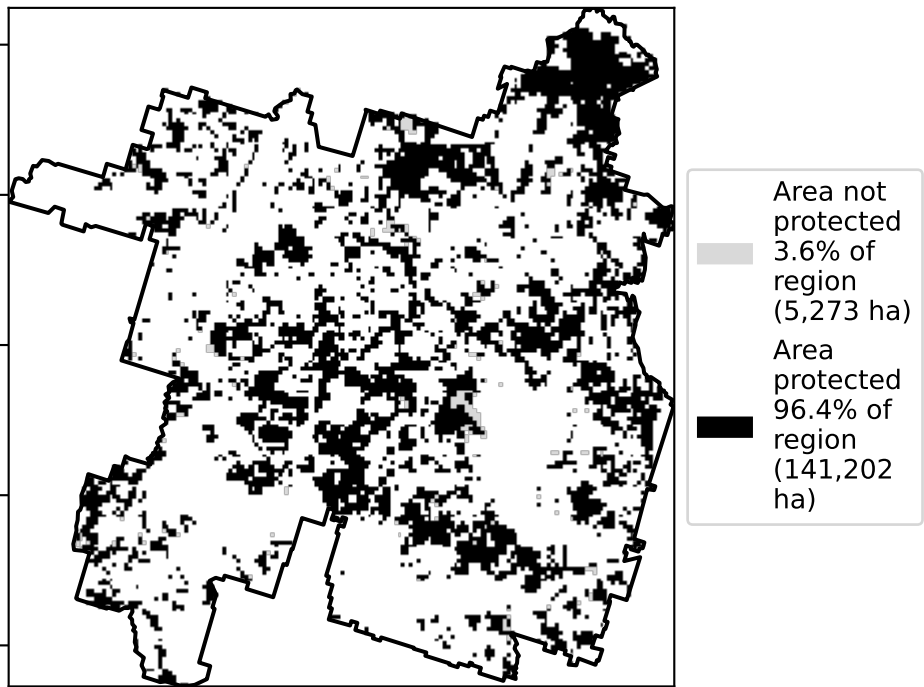 Area not
protected
3.6% of
region
(5,273 ha)
Area
protected
96.4% of
region
(141,202
ha)